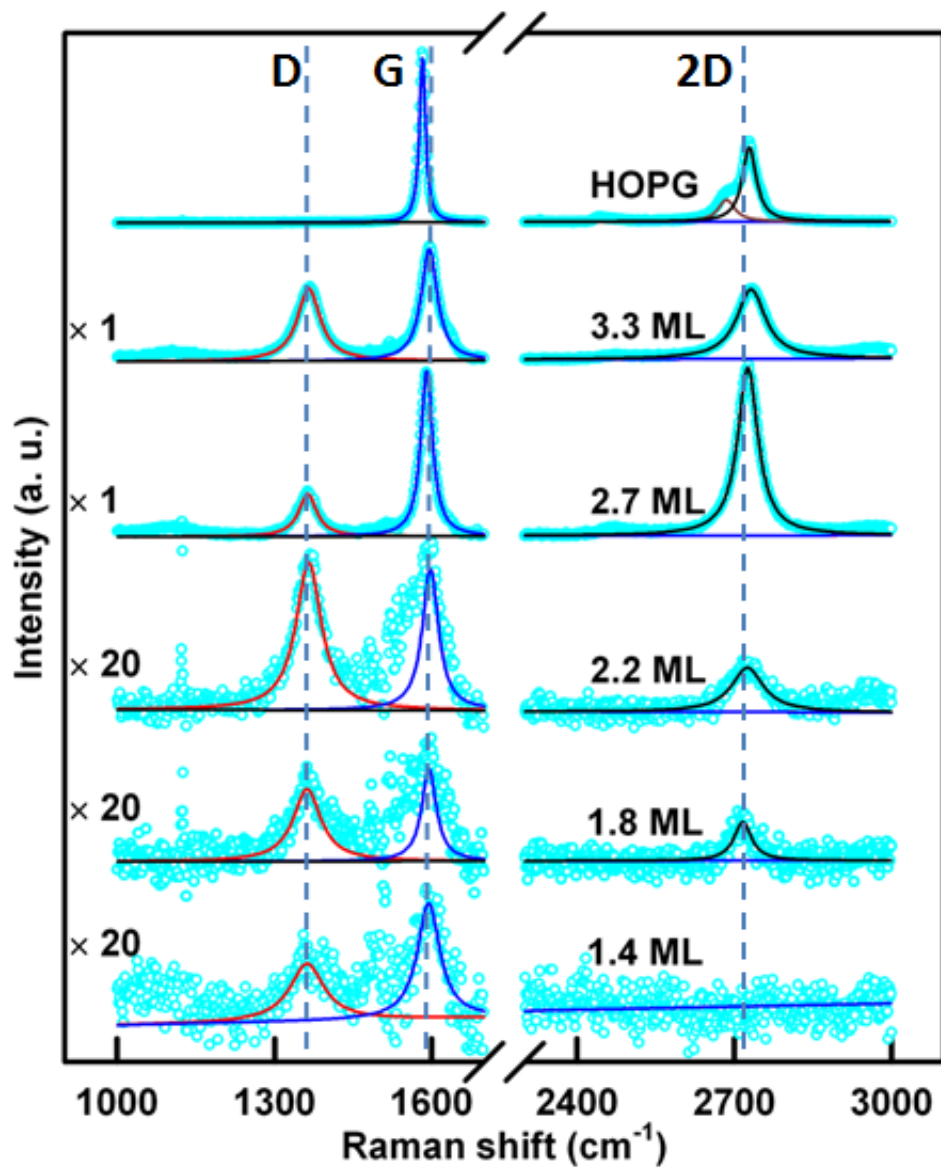 D G 2D
HOPG
× 1 3.3 ML
× 1 2.7 ML
× 20 2.2 ML
× 20 1.8 ML
× 20 1.4 ML
Intensity (a. u.)
1000 1300 1600 2400 2700 3000
Raman shift (cm⁻¹)